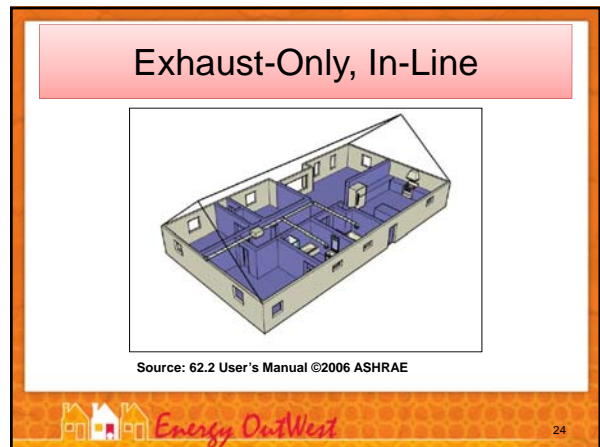 Exhaust-Only, In-Line
Source: 62.2 User's Manual ©2006 ASHRAE
Energy OutWest
24